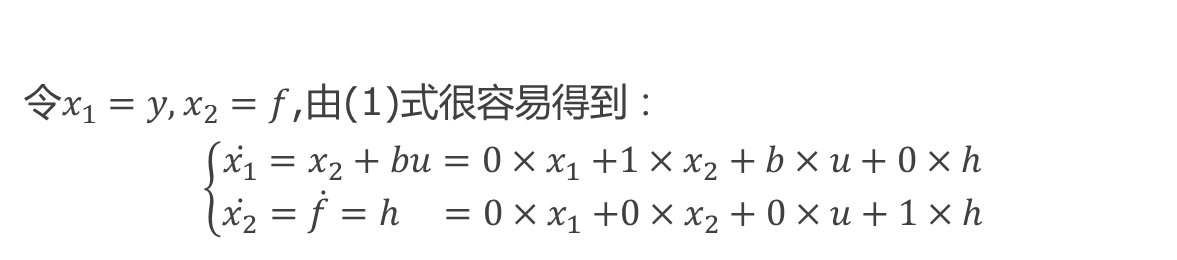 令x₁ = y, x₂ = f,由(1)式很容易得到：
ẋ₁ = x₂ + bu = 0 × x₁ +1 × x₂ + b × u + 0 × h
ẋ₂ = ḟ = h = 0 × x₁ +0 × x₂ + 0 × u + 1 × h